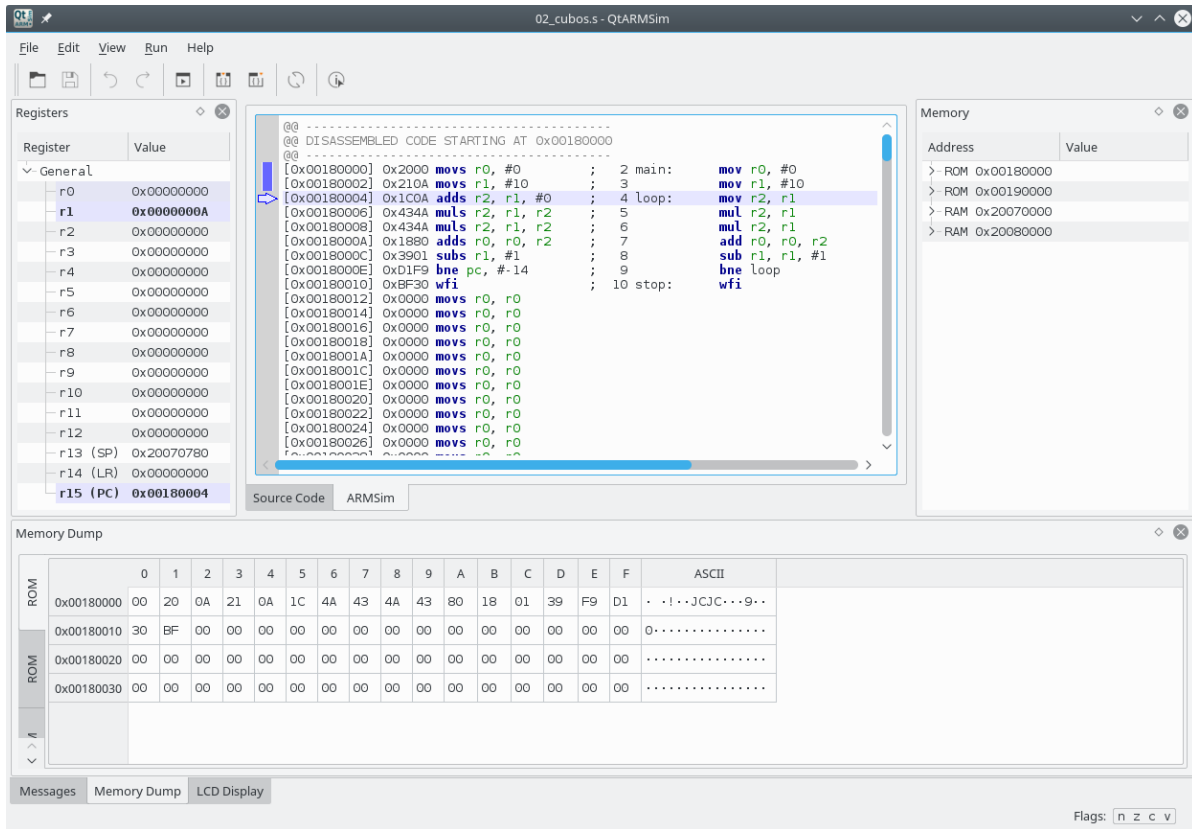 02_cubos.s - QtARMSim
File Edit View Run Help
Registers
Register Value
General
r0 0x00000000
r1 0x0000000A
r2 0x00000000
r3 0x00000000
r4 0x00000000
r5 0x00000000
r6 0x00000000
r7 0x00000000
r8 0x00000000
r9 0x00000000
r10 0x00000000
r11 0x00000000
r12 0x00000000
r13 (SP) 0x20070780
r14 (LR) 0x00000000
r15 (PC) 0x00180004
@@ ----------------------------------------
@@ DISASSEMBLED CODE STARTING AT 0x00180000
@@ ----------------------------------------
[0x00180000] 0x2000 movs r0, #0 ; 2 main: mov r0, #0
[0x00180002] 0x210A movs r1, #10 ; 3 mov r1, #10
[0x00180004] 0x1C0A adds r2, r1, #0 ; 4 loop: mov r2, r1
[0x00180006] 0x434A muls r2, r1, r2 ; 5 mul r2, r1
[0x00180008] 0x434A muls r2, r1, r2 ; 6 mul r2, r1
[0x0018000A] 0x1880 adds r0, r0, r2 ; 7 add r0, r0, r2
[0x0018000C] 0x3901 subs r1, #1 ; 8 sub r1, r1, #1
[0x0018000E] 0xD1F9 bne pc, #-14 ; 9 bne loop
[0x00180010] 0xBF30 wfi ; 10 stop: wfi
[0x00180012] 0x0000 movs r0, r0
[0x00180014] 0x0000 movs r0, r0
[0x00180016] 0x0000 movs r0, r0
[0x00180018] 0x0000 movs r0, r0
[0x0018001A] 0x0000 movs r0, r0
[0x0018001C] 0x0000 movs r0, r0
[0x0018001E] 0x0000 movs r0, r0
[0x00180020] 0x0000 movs r0, r0
[0x00180022] 0x0000 movs r0, r0
[0x00180024] 0x0000 movs r0, r0
[0x00180026] 0x0000 movs r0, r0
Source Code ARMSim
Memory
Address Value
ROM 0x00180000
ROM 0x00190000
RAM 0x20070000
RAM 0x20080000
Memory Dump
ROM
ROM
0 1 2 3 4 5 6 7 8 9 A B C D E F ASCII
0x00180000 00 20 0A 21 0A 1C 4A 43 4A 43 80 18 01 39 F9 D1 · ·!··JCJC···9··
0x00180010 30 BF 00 00 00 00 00 00 00 00 00 00 00 00 00 00 0···············
0x00180020 00 00 00 00 00 00 00 00 00 00 00 00 00 00 00 00 ················
0x00180030 00 00 00 00 00 00 00 00 00 00 00 00 00 00 00 00 ················
Messages Memory Dump LCD Display
Flags: n z c v